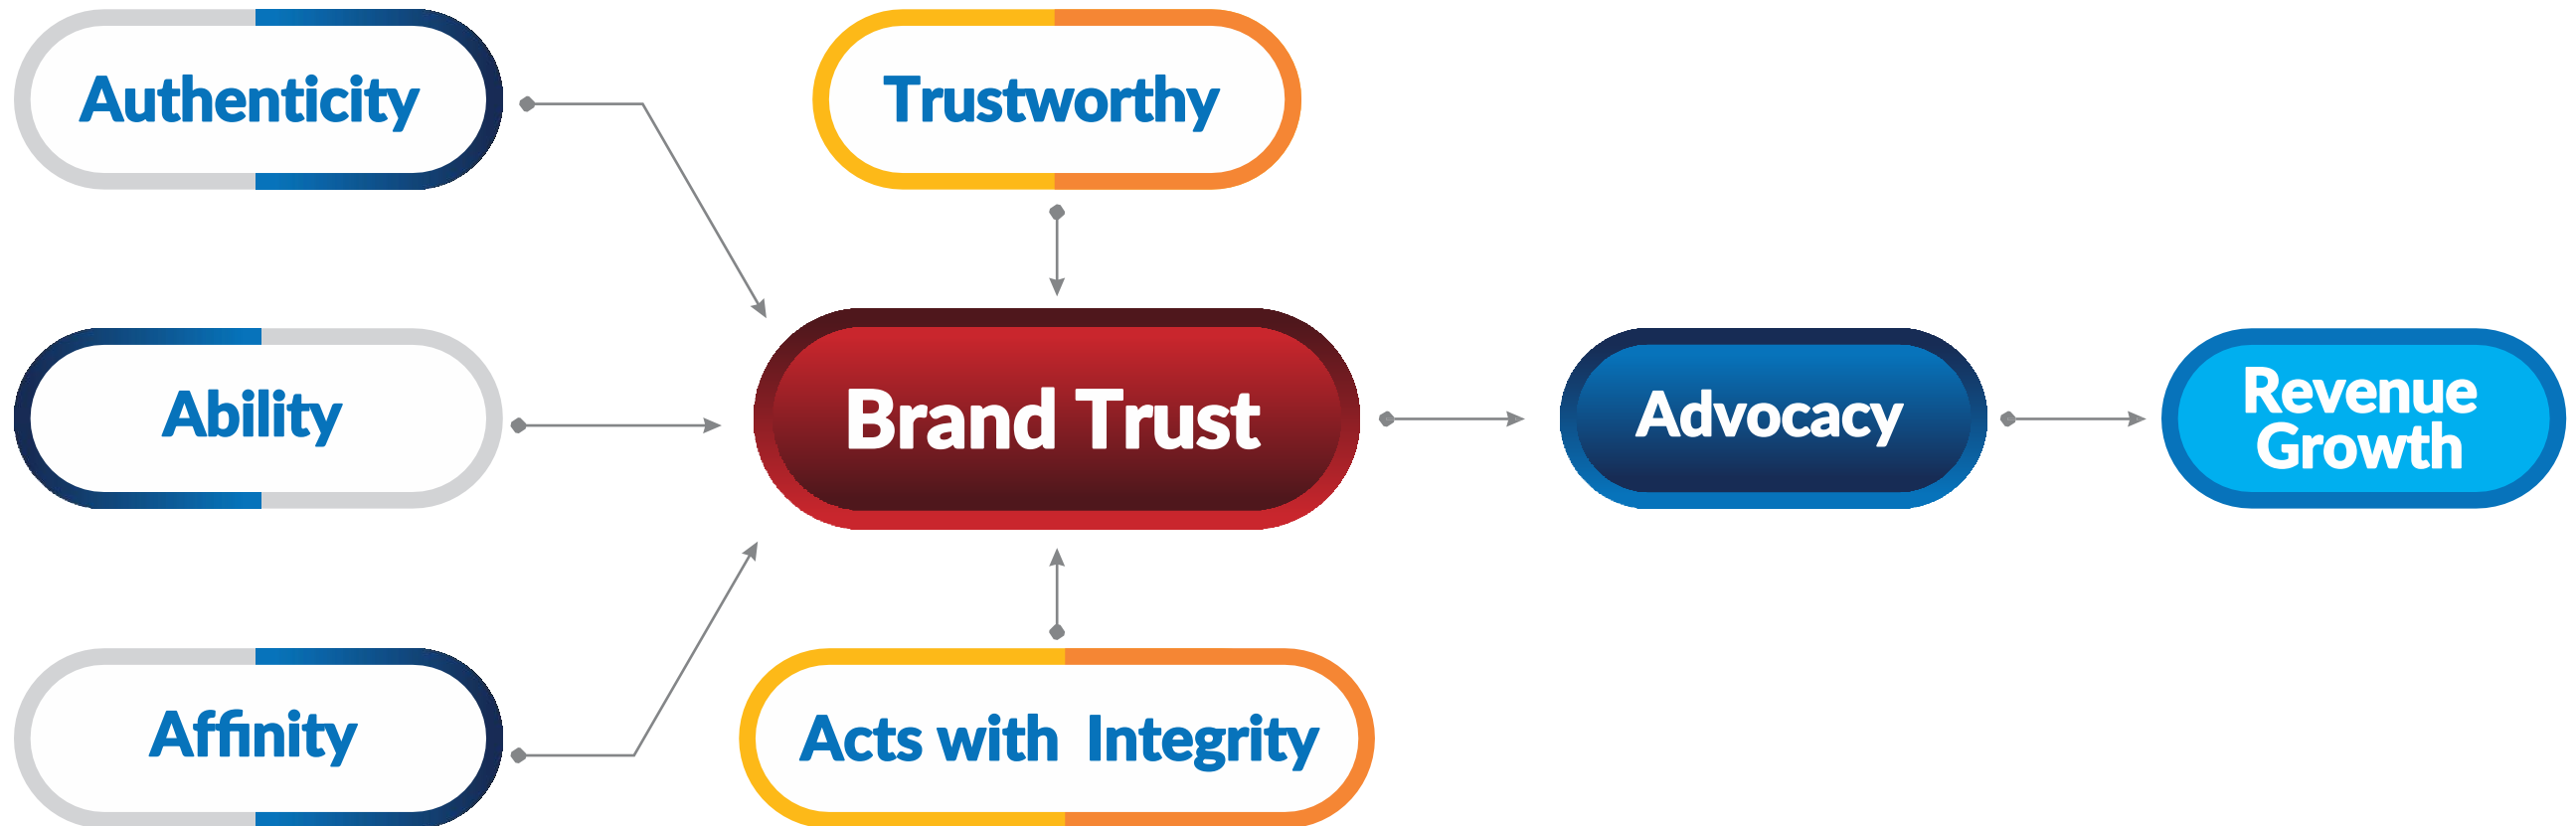 Authenticity
Trustworthy
Ability
Brand Trust
Advocacy
Revenue
Growth
Affinity
Acts with Integrity